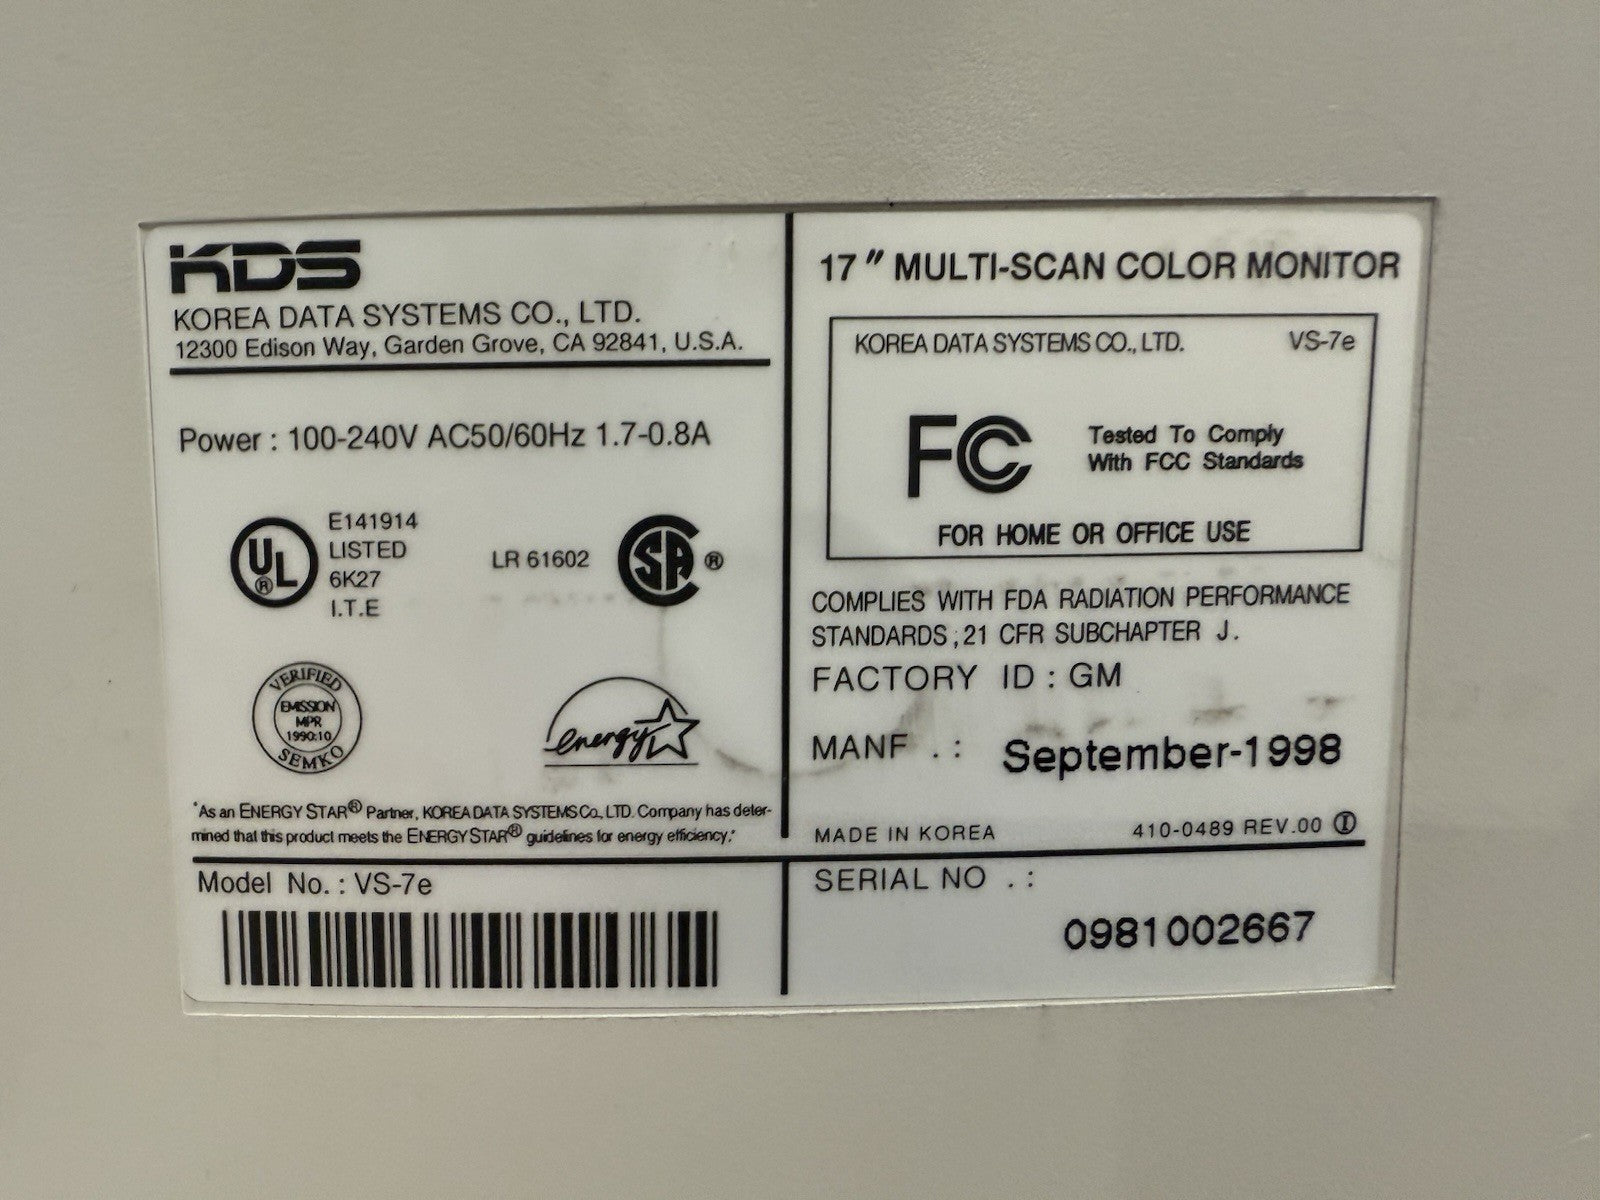 KDS
KOREA DATA SYSTEMS CO., LTD.
12300 Edison Way, Garden Grove, CA 92841, U.S.A.
Power : 100-240V AC50/60Hz 1.7-0.8A
UL®
E141914
LISTED
6K27
I.T.E
LR 61602
SA®
VERIFIED
EMISSION
MPR
1990:10
SEMKO
energy
*As an ENERGY STAR® Partner, KOREA DATA SYSTEMS Co., LTD. Company has deter-
mined that this product meets the ENERGY STAR® guidelines for energy efficiency.*
Model No. : VS-7e
17" MULTI-SCAN COLOR MONITOR
KOREA DATA SYSTEMS CO., LTD. VS-7e
FC
Tested To Comply
With FCC Standards
FOR HOME OR OFFICE USE
COMPLIES WITH FDA RADIATION PERFORMANCE
STANDARDS ; 21 CFR SUBCHAPTER J.
FACTORY ID : GM
MANF . : September-1998
MADE IN KOREA 410-0489 REV.00 Ⓘ
SERIAL NO . :
0981002667